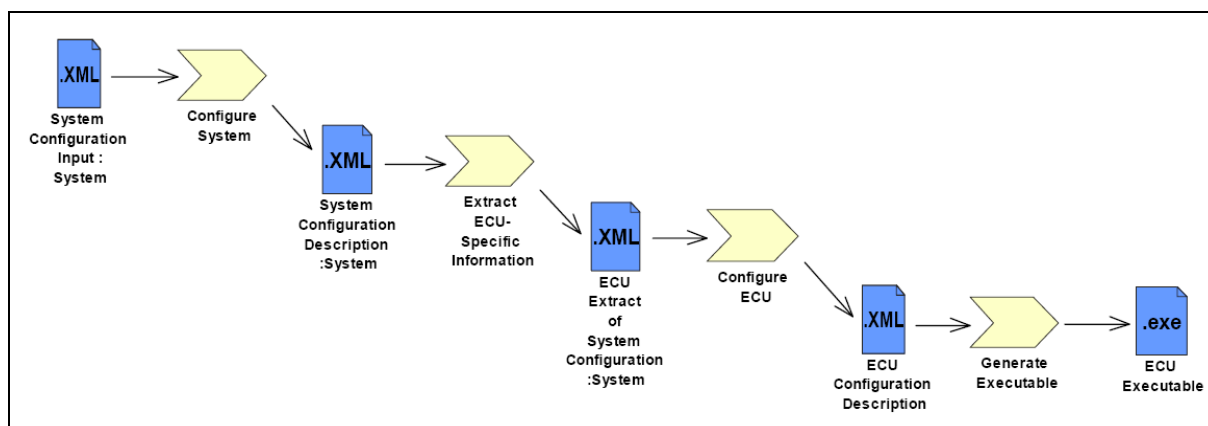 .XML
System
Configuration
Input :
System
Configure
System
.XML
System
Configuration
Description
:System
Extract
ECU-
Specific
Information
.XML
ECU
Extract
of
System
Configuration
:System
Configure
ECU
.XML
ECU
Configuration
Description
Generate
Executable
.exe
ECU
Executable